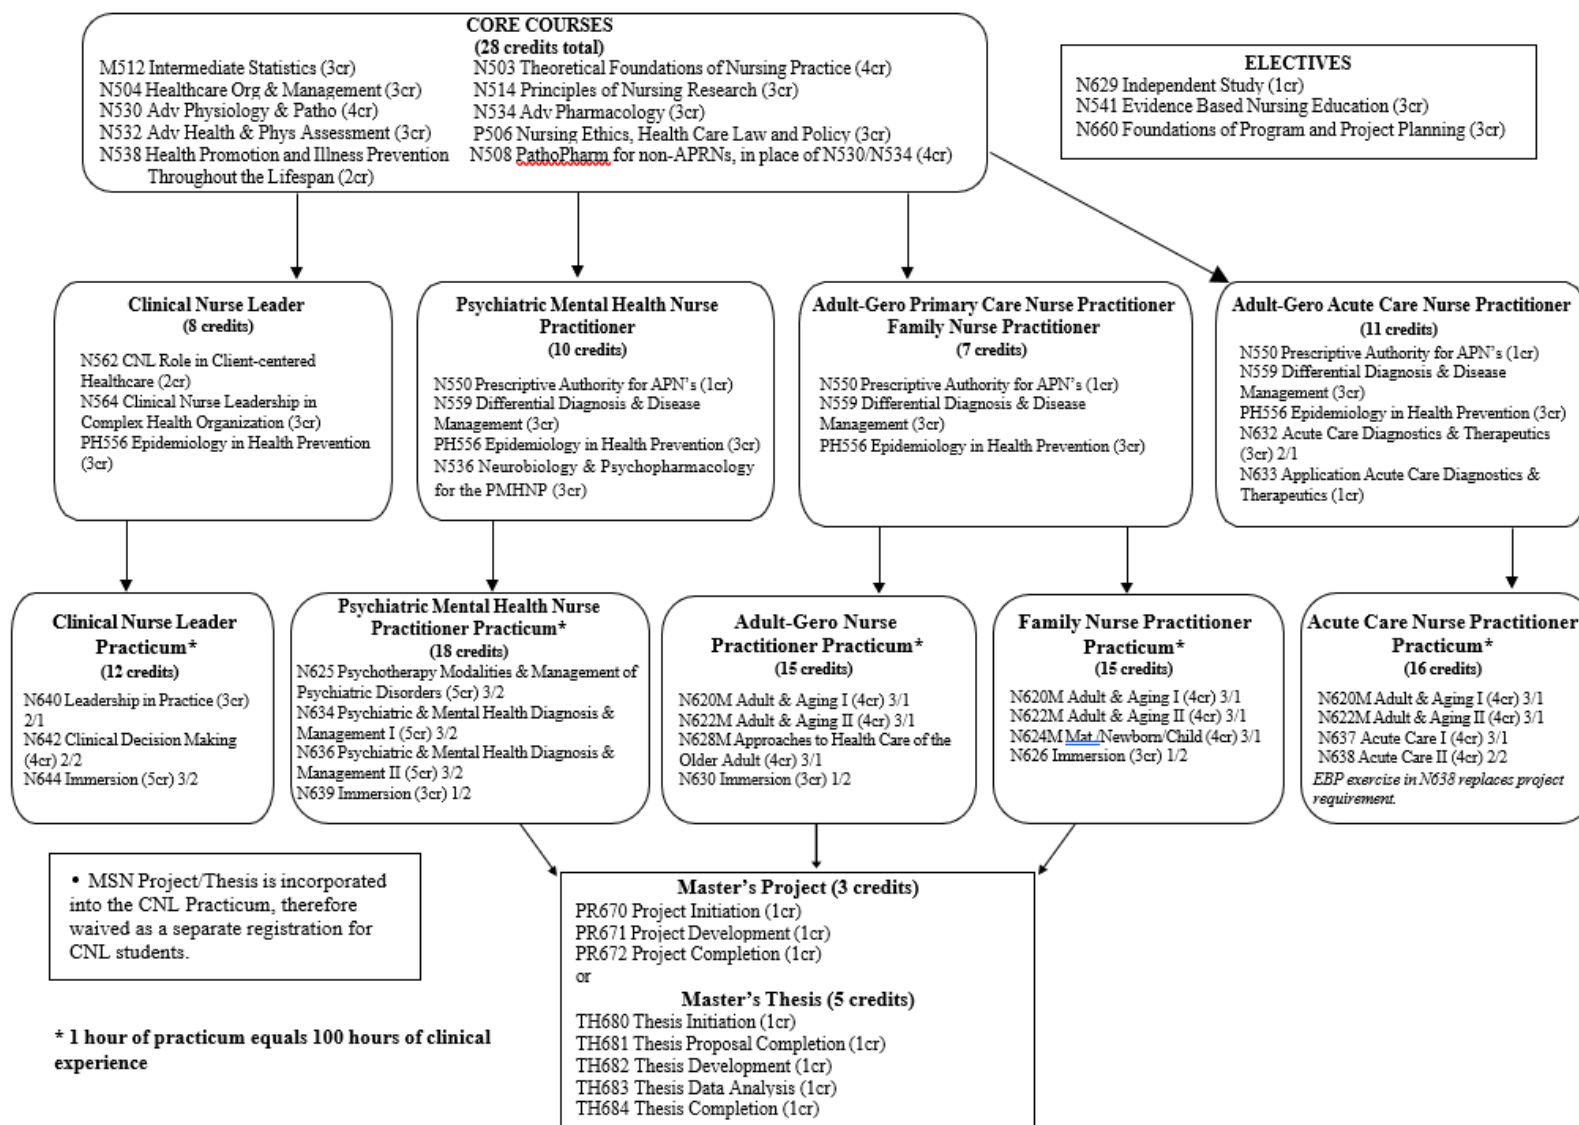 CORE COURSES
(28 credits total)
M512 Intermediate Statistics (3cr)
N504 Healthcare Org & Management (3cr)
N530 Adv Physiology & Patho (4cr)
N532 Adv Health & Phys Assessment (3cr)
N538 Health Promotion and Illness Prevention
Throughout the Lifespan (2cr)
N503 Theoretical Foundations of Nursing Practice (4cr)
N514 Principles of Nursing Research (3cr)
N534 Adv Pharmacology (3cr)
P506 Nursing Ethics, Health Care Law and Policy (3cr)
N508 PathoPharm for non-APRNs, in place of N530/N534 (4cr)
ELECTIVES
N629 Independent Study (1cr)
N541 Evidence Based Nursing Education (3cr)
N660 Foundations of Program and Project Planning (3cr)
Clinical Nurse Leader
(8 credits)
N562 CNL Role in Client-centered
Healthcare (2cr)
N564 Clinical Nurse Leadership in
Complex Health Organization (3cr)
PH556 Epidemiology in Health Prevention
(3cr)
Psychiatric Mental Health Nurse
Practitioner
(10 credits)
N550 Prescriptive Authority for APN's (1cr)
N559 Differential Diagnosis & Disease
Management (3cr)
PH556 Epidemiology in Health Prevention (3cr)
N536 Neurobiology & Psychopharmacology
for the PMHNP (3cr)
Adult-Gero Primary Care Nurse Practitioner
Family Nurse Practitioner
(7 credits)
N550 Prescriptive Authority for APN's (1cr)
N559 Differential Diagnosis & Disease
Management (3cr)
PH556 Epidemiology in Health Prevention (3cr)
Adult-Gero Acute Care Nurse Practitioner
(11 credits)
N550 Prescriptive Authority for APN's (1cr)
N559 Differential Diagnosis & Disease
Management (3cr)
PH556 Epidemiology in Health Prevention (3cr)
N632 Acute Care Diagnostics & Therapeutics
(3cr) 2/1
N633 Application Acute Care Diagnostics &
Therapeutics (1cr)
Clinical Nurse Leader
Practicum*
(12 credits)
N640 Leadership in Practice (3cr)
2/1
N642 Clinical Decision Making
(4cr) 2/2
N644 Immersion (5cr) 3/2
Psychiatric Mental Health Nurse
Practitioner Practicum*
(18 credits)
N625 Psychotherapy Modalities & Management of
Psychiatric Disorders (5cr) 3/2
N634 Psychiatric & Mental Health Diagnosis &
Management I (5cr) 3/2
N636 Psychiatric & Mental Health Diagnosis &
Management II (5cr) 3/2
N639 Immersion (3cr) 1/2
Adult-Gero Nurse
Practitioner Practicum*
(15 credits)
N620M Adult & Aging I (4cr) 3/1
N622M Adult & Aging II (4cr) 3/1
N628M Approaches to Health Care of the
Older Adult (4cr) 3/1
N630 Immersion (3cr) 1/2
Family Nurse Practitioner
Practicum*
(15 credits)
N620M Adult & Aging I (4cr) 3/1
N622M Adult & Aging II (4cr) 3/1
N624M Mat./Newborn/Child (4cr) 3/1
N626 Immersion (3cr) 1/2
Acute Care Nurse Practitioner
Practicum*
(16 credits)
N620M Adult & Aging I (4cr) 3/1
N622M Adult & Aging II (4cr) 3/1
N637 Acute Care I (4cr) 3/1
N638 Acute Care II (4cr) 2/2
EBP exercise in N638 replaces project
requirement.
• MSN Project/Thesis is incorporated
into the CNL Practicum, therefore
waived as a separate registration for
CNL students.
* 1 hour of practicum equals 100 hours of clinical
experience
Master's Project (3 credits)
PR670 Project Initiation (1cr)
PR671 Project Development (1cr)
PR672 Project Completion (1cr)
or
Master's Thesis (5 credits)
TH680 Thesis Initiation (1cr)
TH681 Thesis Proposal Completion (1cr)
TH682 Thesis Development (1cr)
TH683 Thesis Data Analysis (1cr)
TH684 Thesis Completion (1cr)